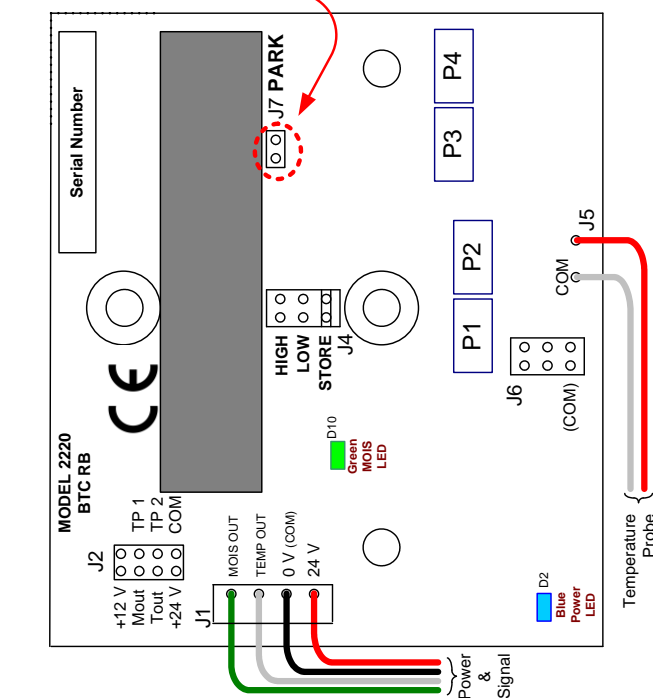 Serial Number
J7 PARK
P4
P3
P2
P1
J5
COM
HIGH
LOW
STORE
J4
J6
(COM)
CE
D10
Green
MOIS
LED
MODEL 2220
BTC RB
TP 1
TP 2
COM
J2
+12 V
Mout
Tout
+24 V
MOIS OUT
TEMP OUT
0 V (COM)
24 V
J1
D2
Blue
Power
LED
Temperature
Probe
Power
&
Signal